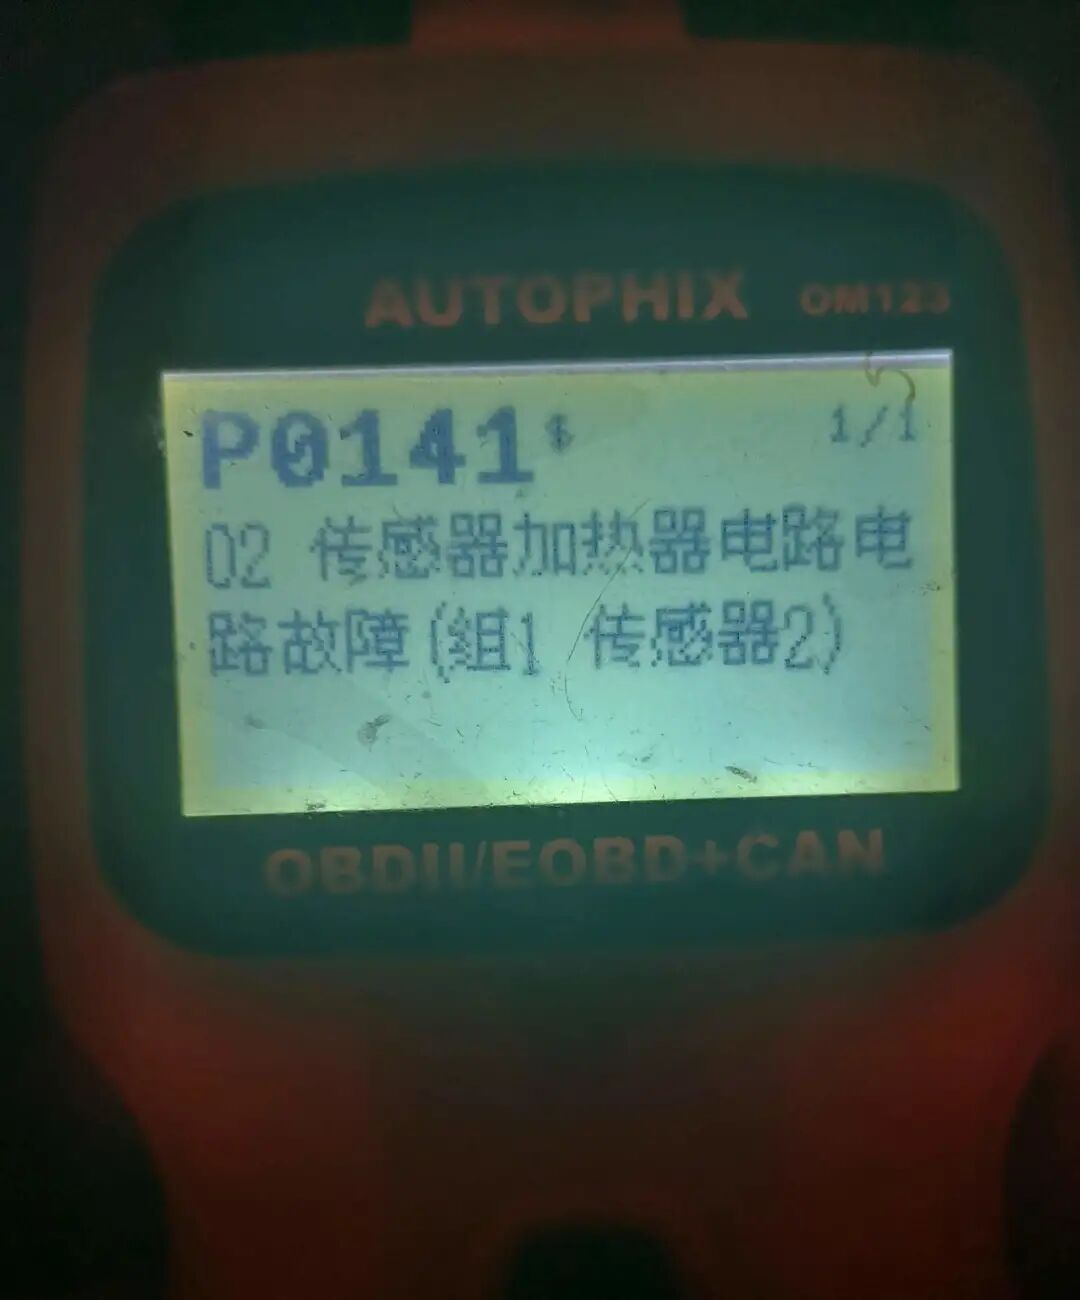 AUTOPHIX OM123
P0141$ 1/1
O2 传感器加热器电路电
路故障(组1 传感器2)
OBDII/EOBD+CAN